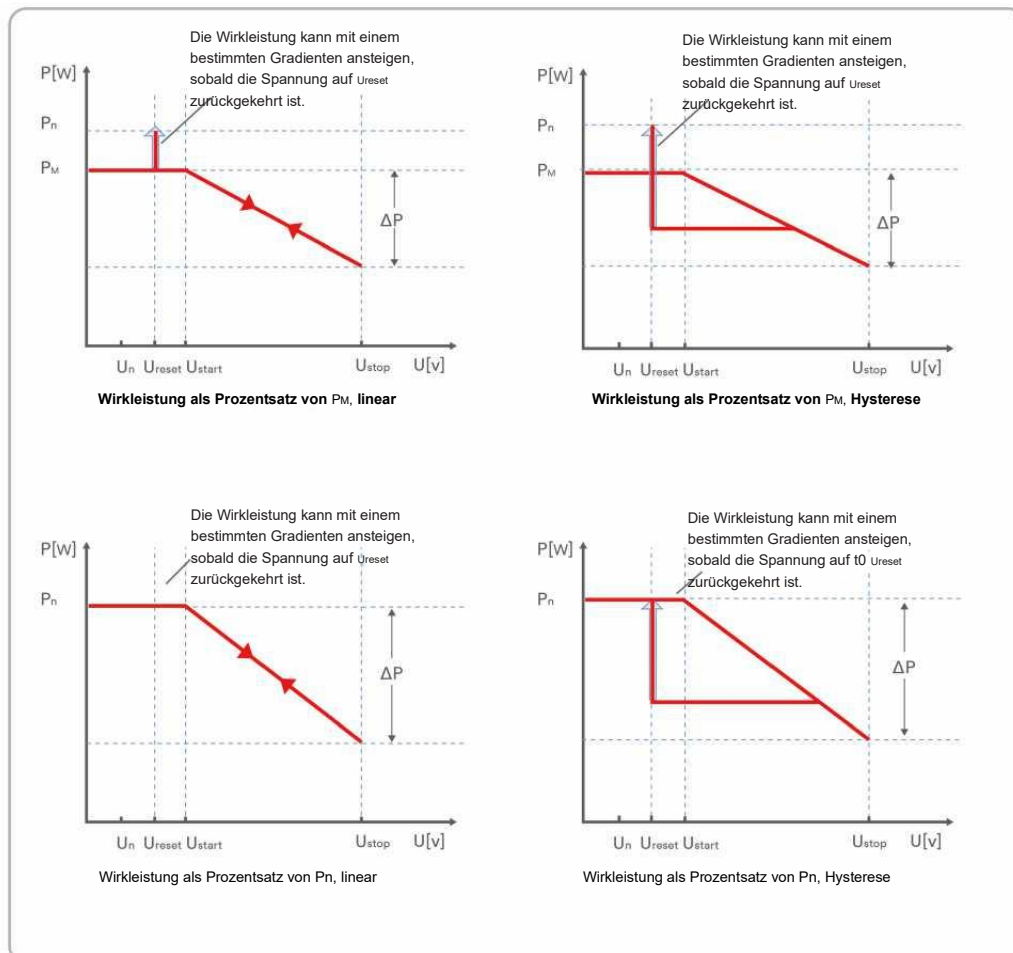 Die Wirkleistung kann mit einem
bestimmten Gradienten ansteigen,
sobald die Spannung auf Ureset
zurückgekehrt ist.
P[W]
Pn
PM
ΔP
Un Ureset Ustart Ustop U[v]
Wirkleistung als Prozentsatz von PM, linear
Die Wirkleistung kann mit einem
bestimmten Gradienten ansteigen,
sobald die Spannung auf Ureset
zurückgekehrt ist.
P[W]
Pn
PM
ΔP
Un Ureset Ustart Ustop U[v]
Wirkleistung als Prozentsatz von PM, Hysterese
Die Wirkleistung kann mit einem
bestimmten Gradienten ansteigen,
sobald die Spannung auf Ureset
zurückgekehrt ist.
P[W]
Pn
ΔP
Un Ureset Ustart Ustop U[v]
Wirkleistung als Prozentsatz von Pn, linear
Die Wirkleistung kann mit einem
bestimmten Gradienten ansteigen,
sobald die Spannung auf t0 Ureset
zurückgekehrt ist.
P[W]
Pn
ΔP
Un Ureset Ustart Ustop U[v]
Wirkleistung als Prozentsatz von Pn, Hysterese